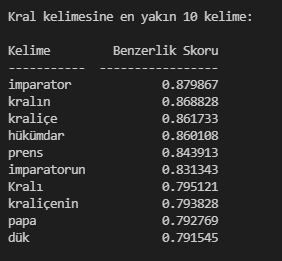 Kral kelimesine en yakın 10 kelime:
Kelime Benzerlik Skoru
----------- -----------------
imparator 0.879867
kralın 0.868828
kraliçe 0.861733
hükümdar 0.860108
prens 0.843913
imparatorun 0.831343
Kralı 0.795121
kraliçenin 0.793828
papa 0.792769
dük 0.791545